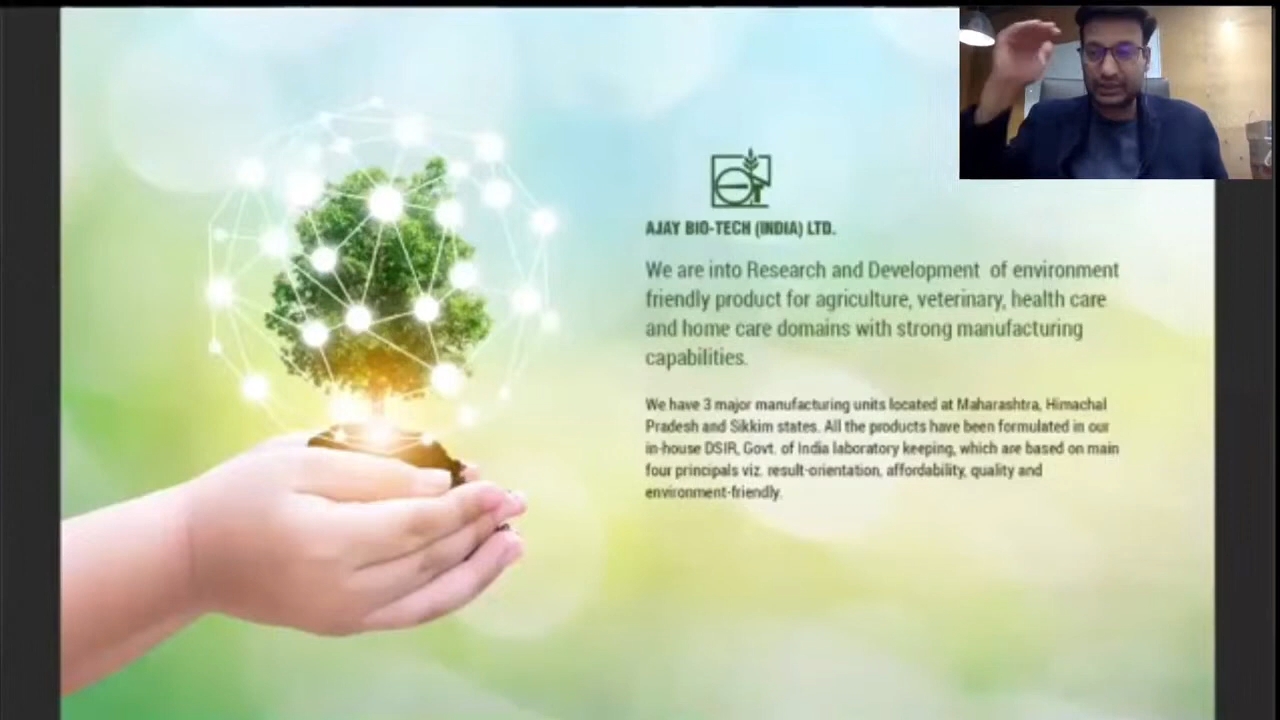 AJAY BIO-TECH (INDIA) LTD.
We are into Research and Development of environment
friendly product for agriculture, veterinary, health care
and home care domains with strong manufacturing
capabilities.
We have 3 major manufacturing units located at Maharashtra, Himachal
Pradesh and Sikkim states. All the products have been formulated in our
in-house DSIR, Govt. of India laboratory keeping, which are based on main
four principals viz. result-orientation, affordability, quality and
environment-friendly.